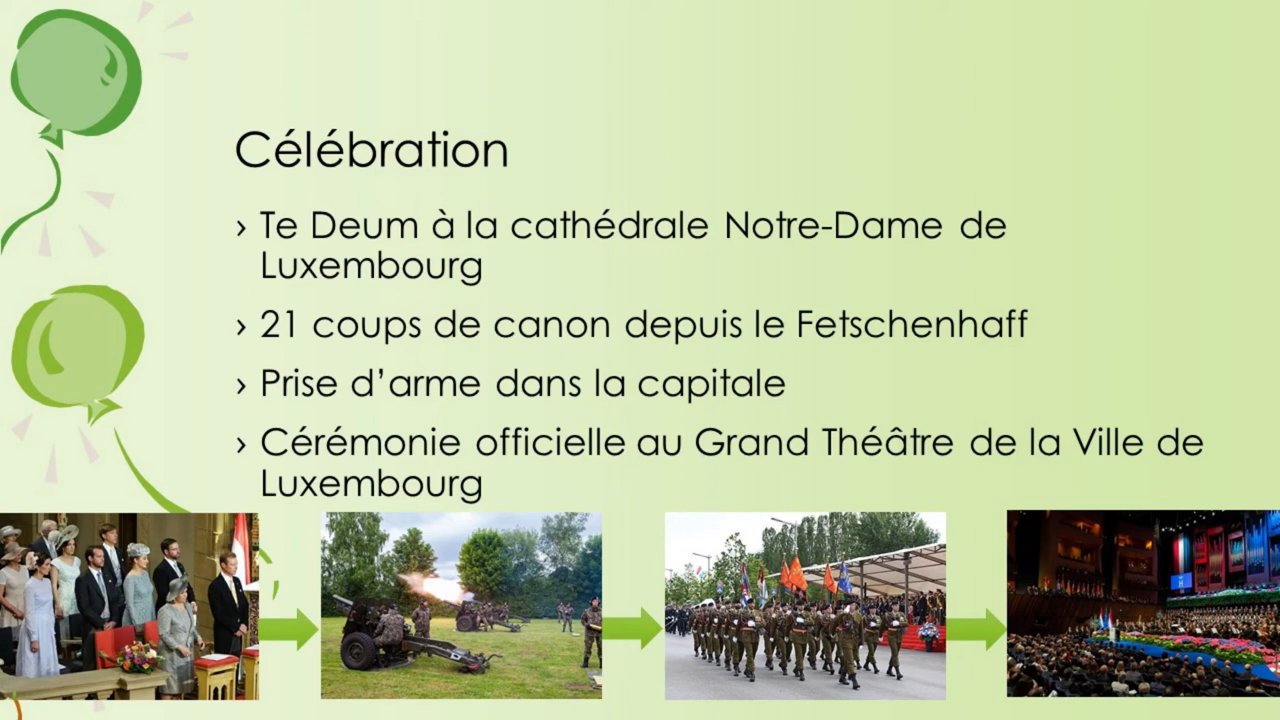 Célébration
› Te Deum à la cathédrale Notre-Dame de
Luxembourg
› 21 coups de canon depuis le Fetschenhaff
› Prise d’arme dans la capitale
› Cérémonie officielle au Grand Théâtre de la Ville de
Luxembourg